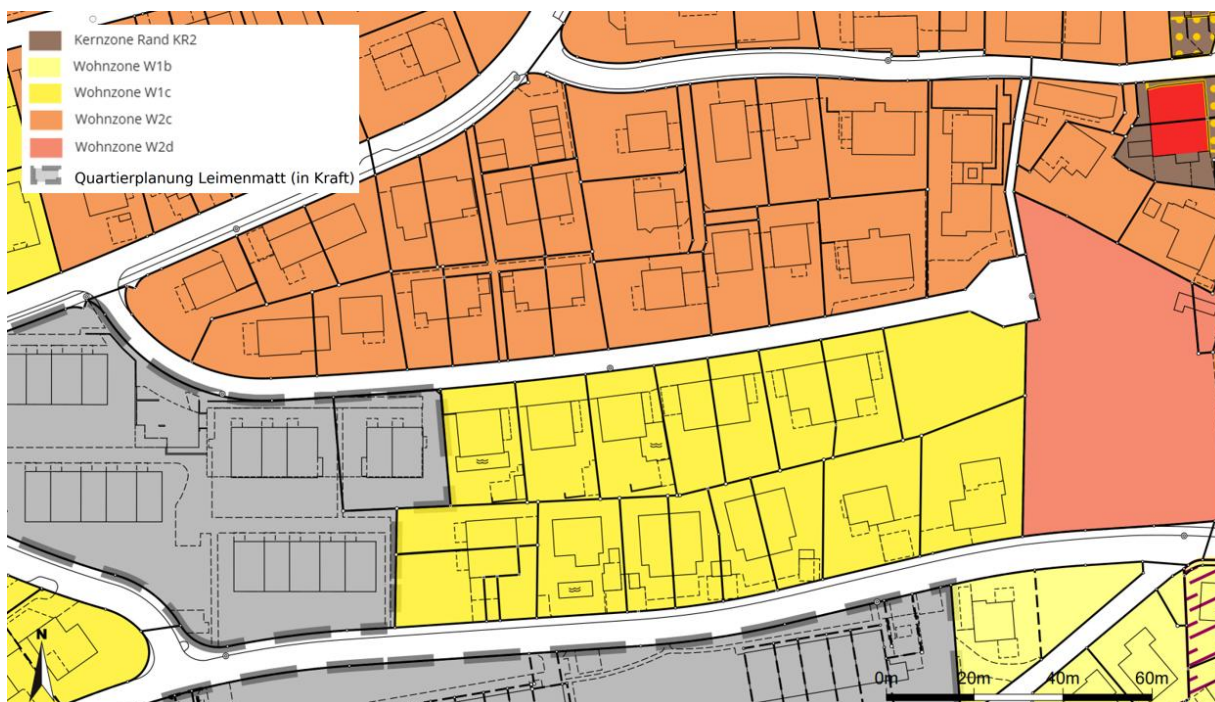 Kernzone Rand KR2
Wohnzone W1b
Wohnzone W1c
Wohnzone W2c
Wohnzone W2d
Quartierplanung Leimenmatt (in Kraft)
N
0m 20m 40m 60m